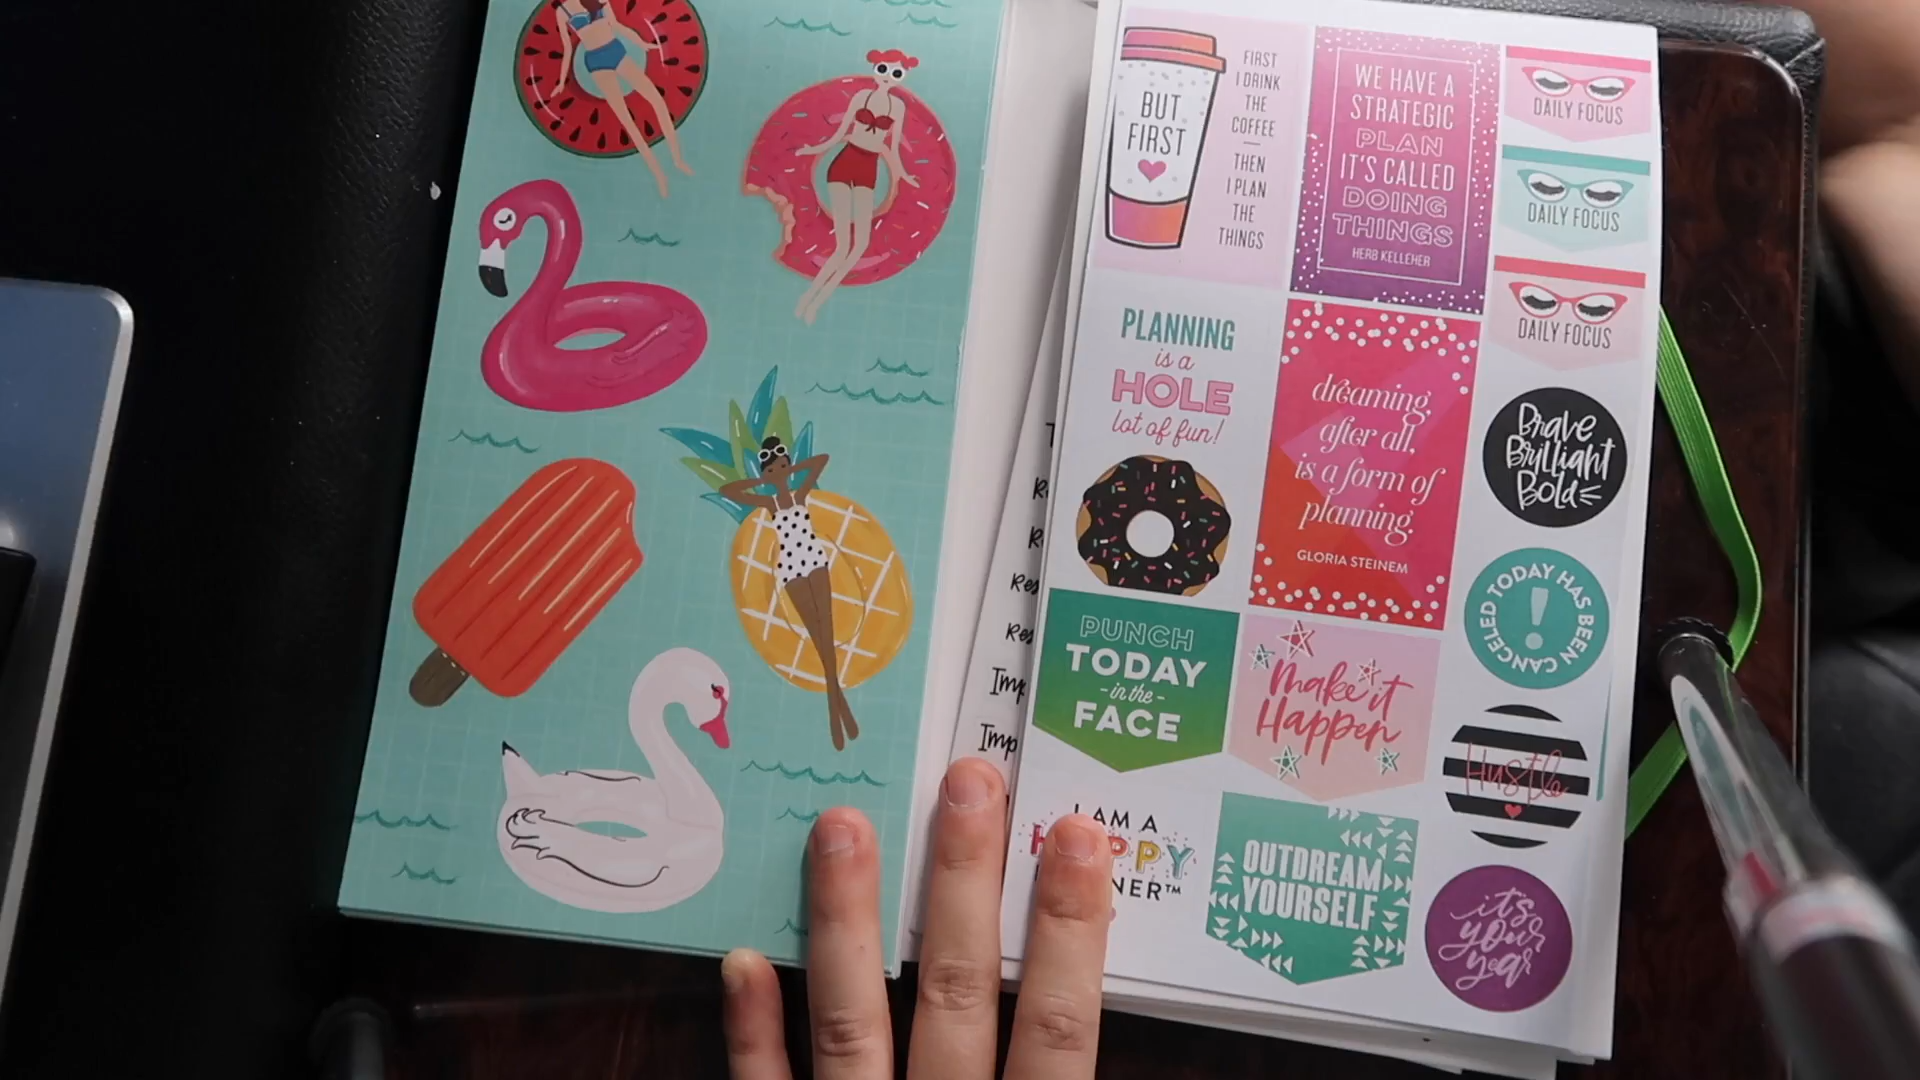 BUT
FIRST
FIRST
I DRINK
THE
COFFEE
—
THEN
I PLAN
THE
THINGS
WE HAVE A
STRATEGIC
PLAN
IT'S CALLED
DOING
THINGS
HERB KELLEHER
DAILY FOCUS
DAILY FOCUS
DAILY FOCUS
PLANNING
is a
HOLE
lot of fun!
dreaming,
after all,
is a form of
planning.
GLORIA STEINEM
Brave
Brilliant
Bold
TODAY HAS BEEN CANCELED
!
PUNCH
TODAY
-in the-
FACE
make it
Happen
Hustle
I AM A
OUTDREAM
YOURSELF
it's
your
year